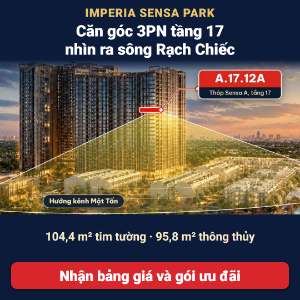 IMPERIA SENSA PARK
Căn góc 3PN tầng 17
nhìn ra sông Rạch Chiếc
A.17.12A
Tháp Sensa A, tầng 17
Hướng kênh Một Tấn
104,4 m² tim tường · 95,8 m² thông thủy
Nhận bảng giá và gói ưu đãi